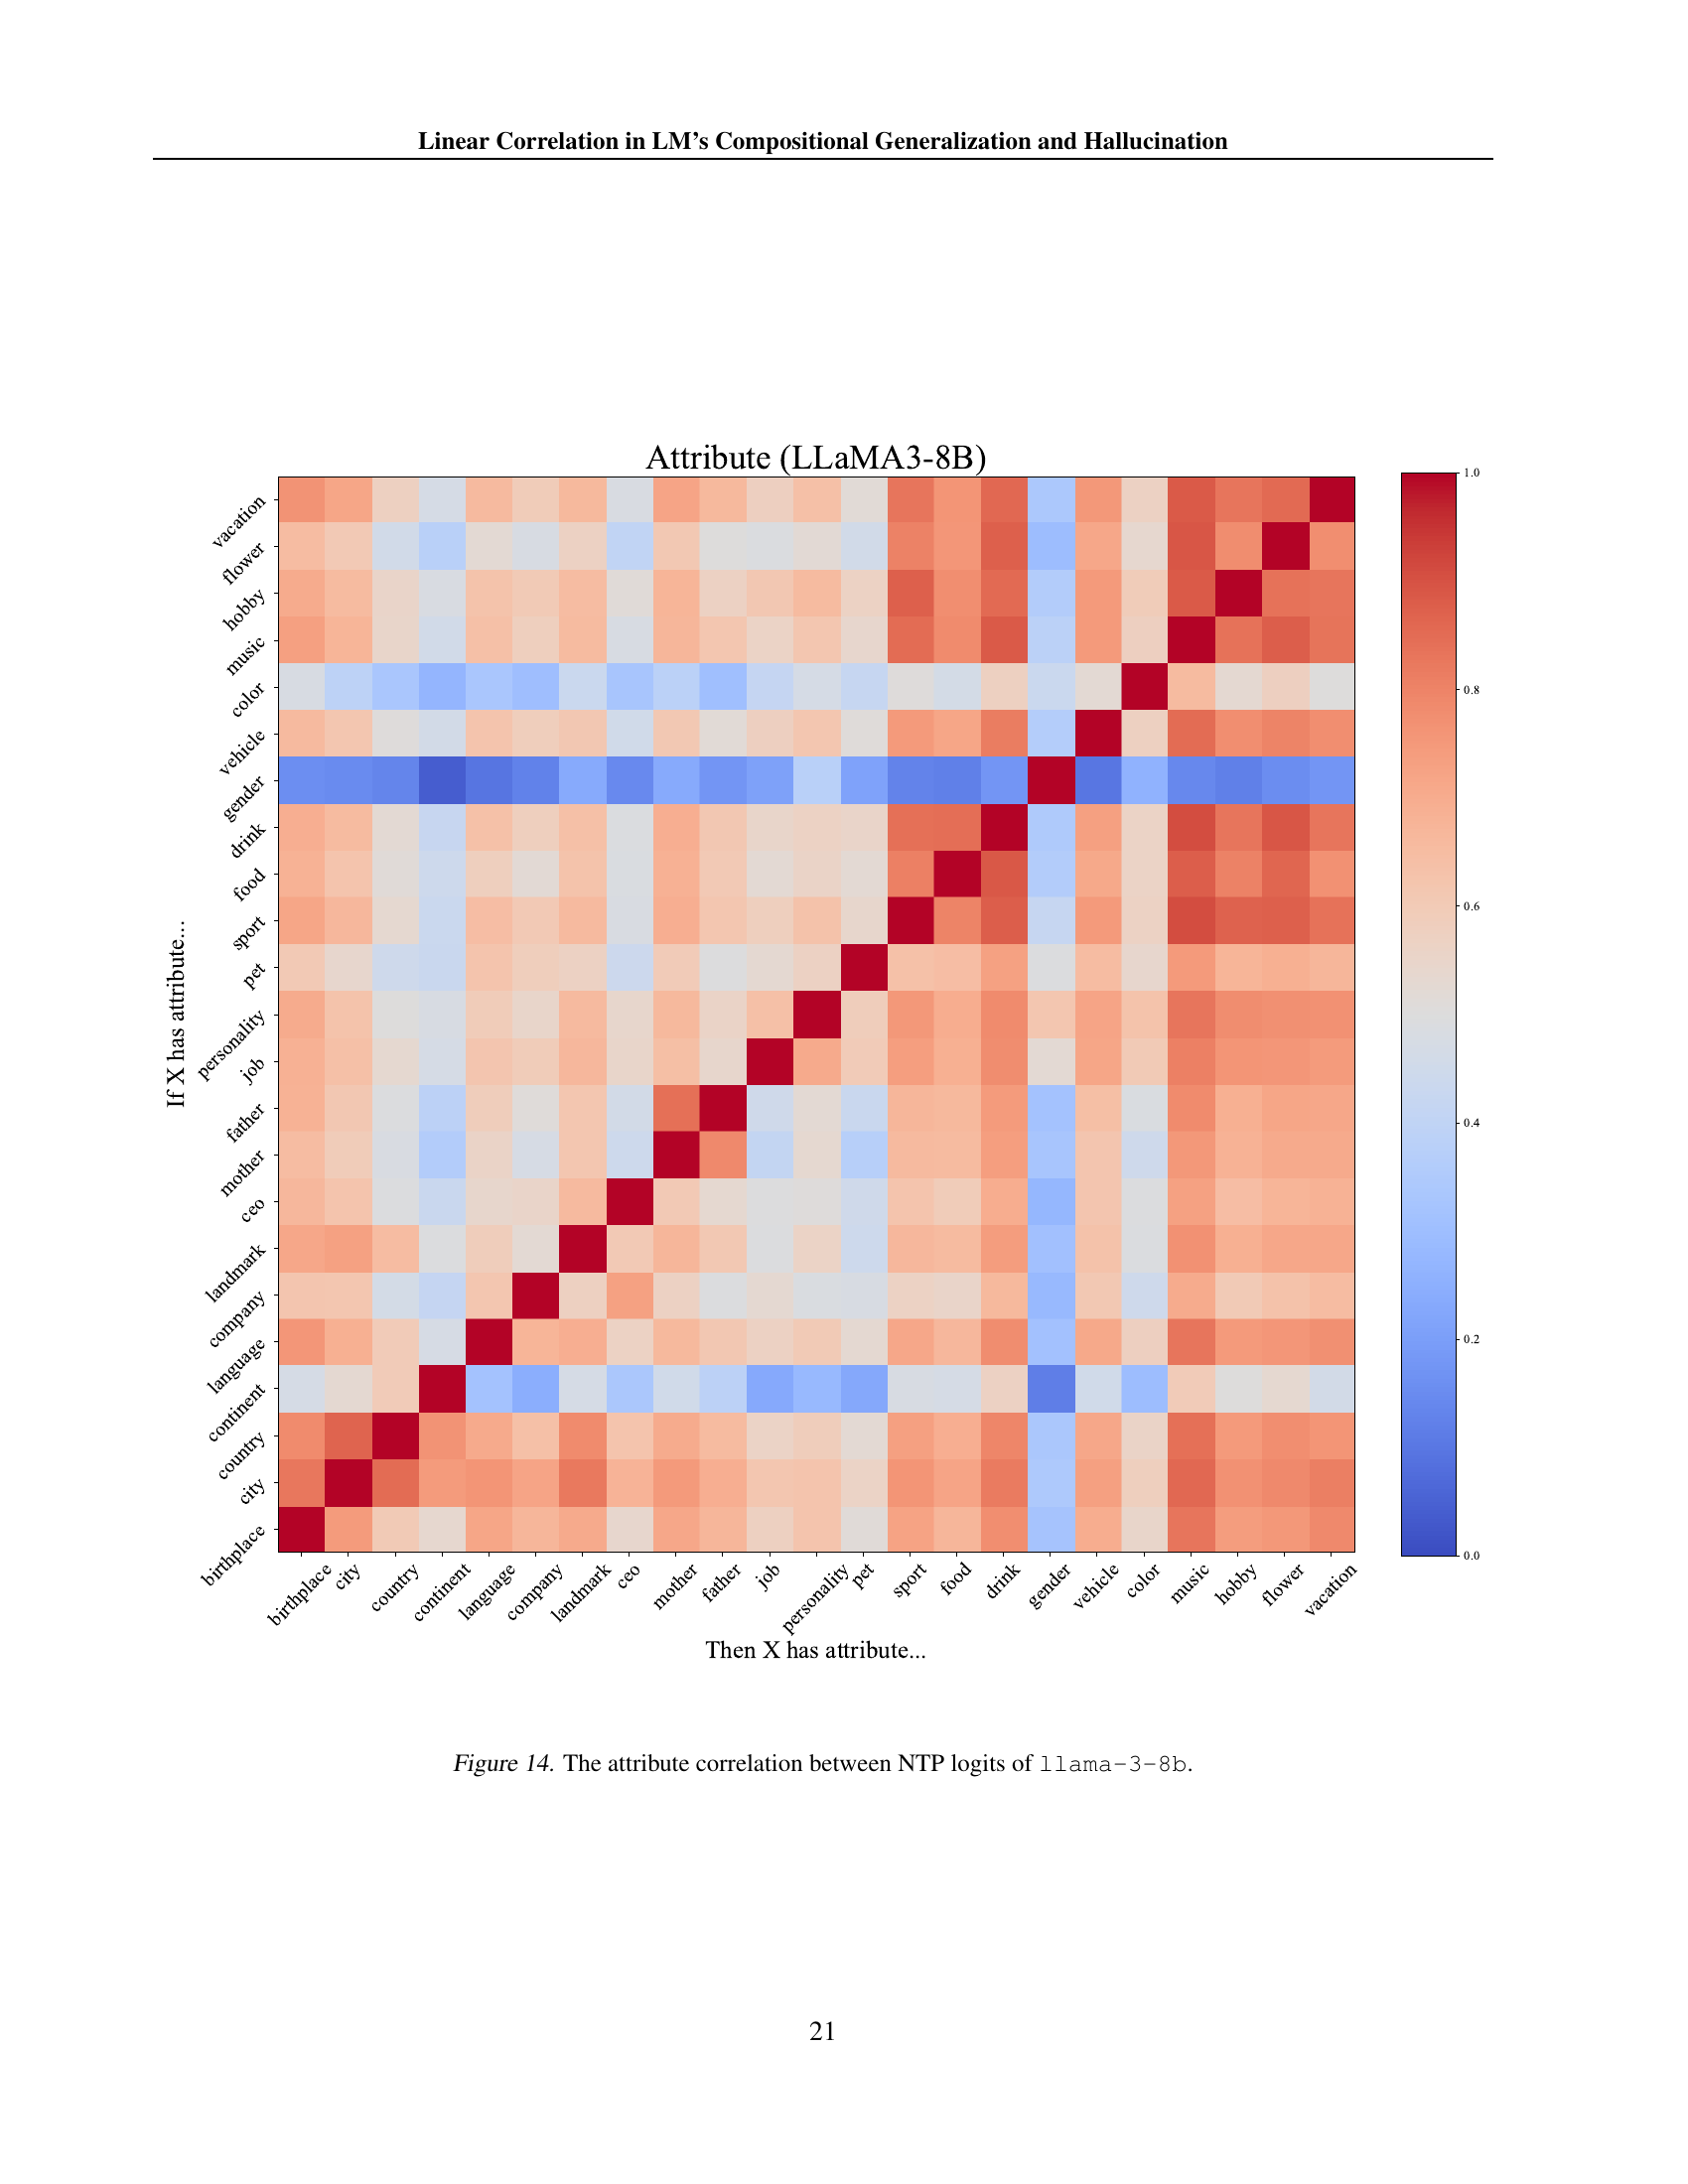 Linear Correlation in LM's Compositional Generalization and Hallucination
Attribute (LLaMA3-8B)
If X has attribute...
vacation
flower
hobby
music
color
vehicle
gender
drink
food
sport
pet
personality
job
father
mother
ceo
landmark
company
language
continent
country
city
birthplace
birthplace
city
country
continent
language
company
landmark
ceo
mother
father
job
personality
pet
sport
food
drink
gender
vehicle
color
music
hobby
flower
vacation
Then X has attribute...
1.0
0.8
0.6
0.4
0.2
0.0
Figure 14. The attribute correlation between NTP logits of llama-3-8b.
21